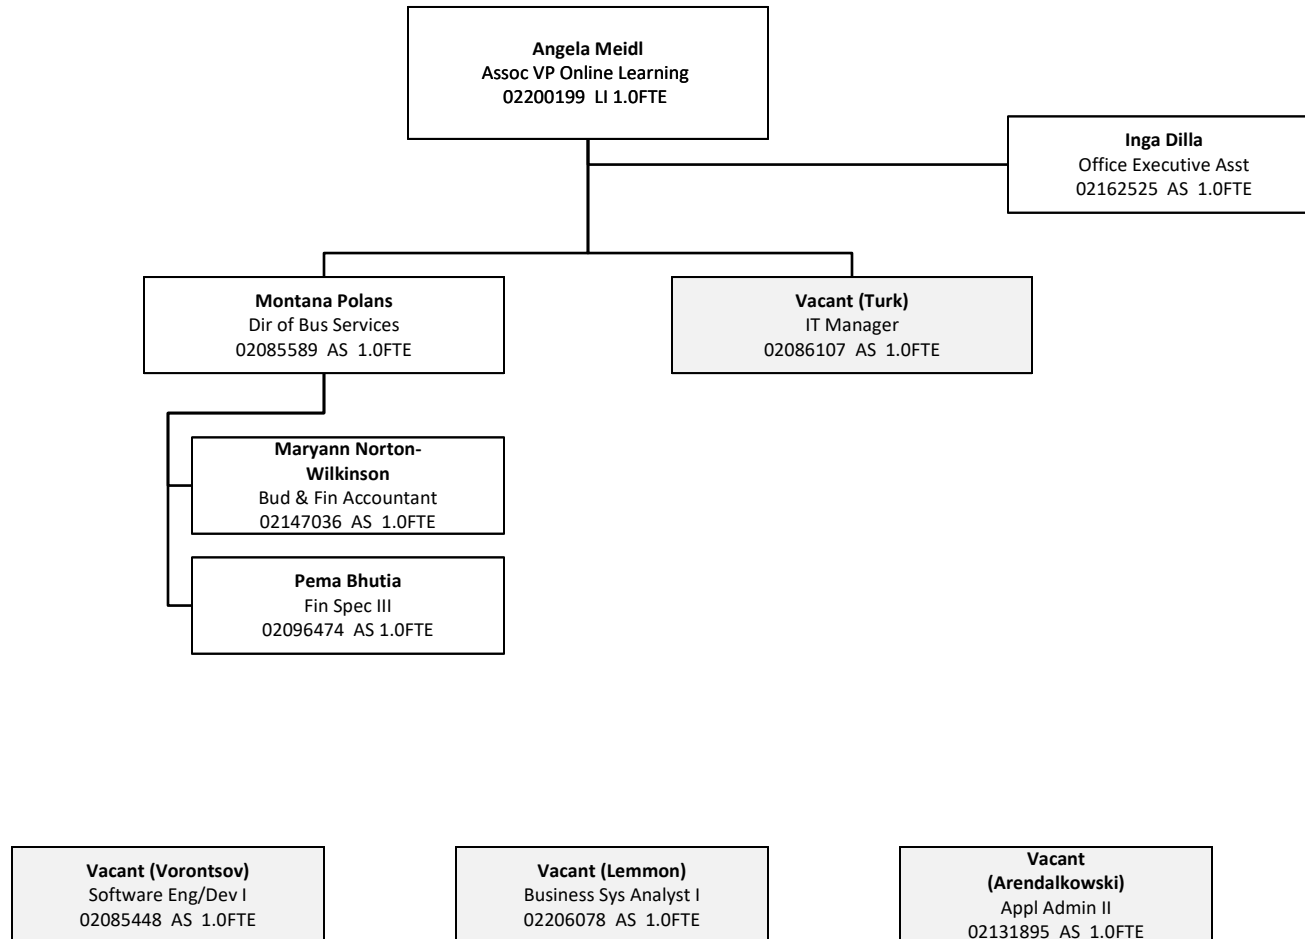 Angela Meidl
Assoc VP Online Learning
02200199  LI 1.0FTE
Inga Dilla
Office Executive Asst
02162525  AS  1.0FTE
Montana Polans
Dir of Bus Services
02085589  AS  1.0FTE
Vacant (Turk)
IT Manager
02086107  AS  1.0FTE
Maryann Norton-
Wilkinson
Bud & Fin Accountant
02147036  AS  1.0FTE
Pema Bhutia
Fin Spec III
02096474  AS 1.0FTE
Vacant (Vorontsov)
Software Eng/Dev I
02085448  AS  1.0FTE
Vacant (Lemmon)
Business Sys Analyst I
02206078  AS  1.0FTE
Vacant
(Arendalkowski)
Appl Admin II
02131895  AS  1.0FTE